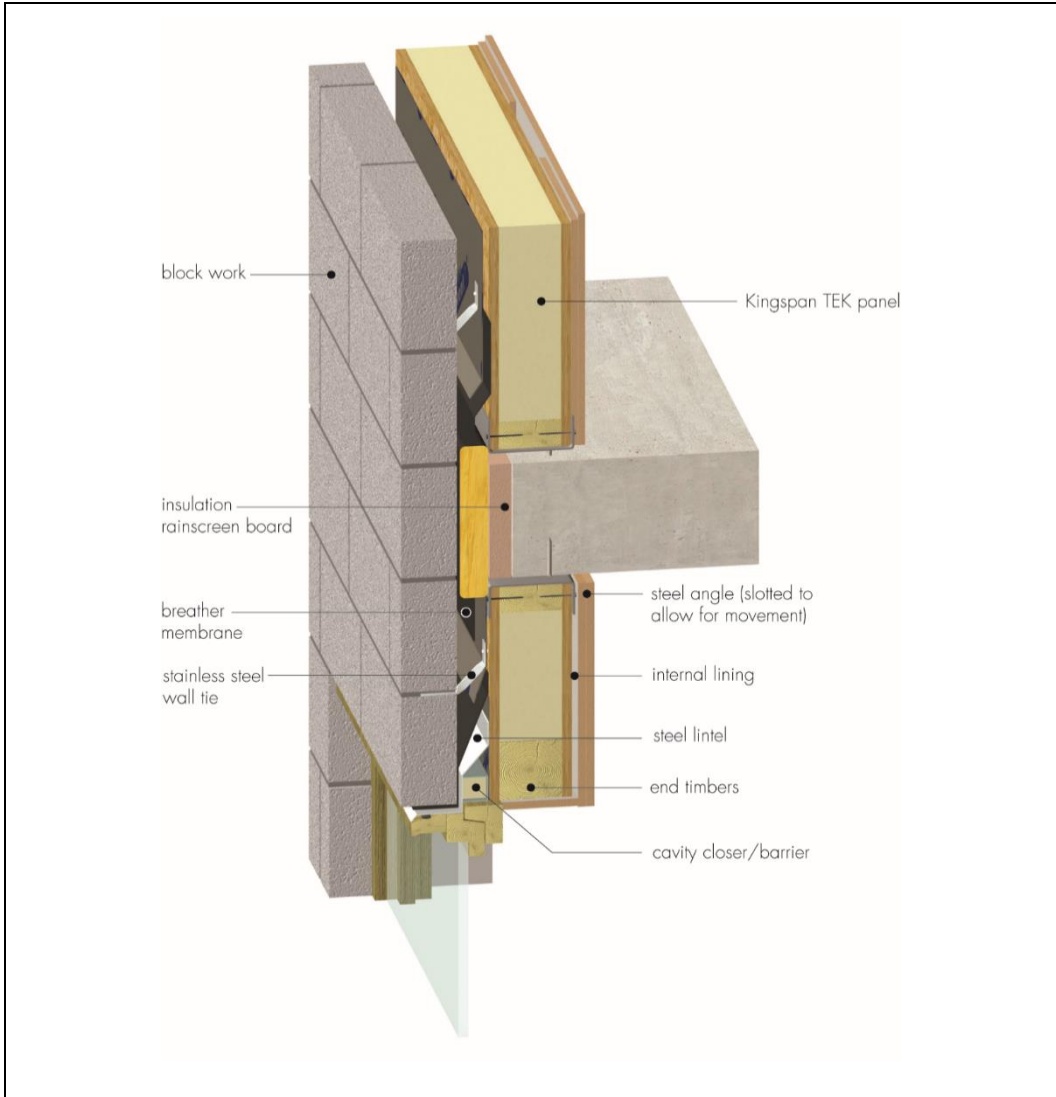 block work
Kingspan TEK panel
insulation
rainscreen board
breather
membrane
stainless steel
wall tie
steel angle (slotted to
allow for movement)
internal lining
steel lintel
end timbers
cavity closer/barrier